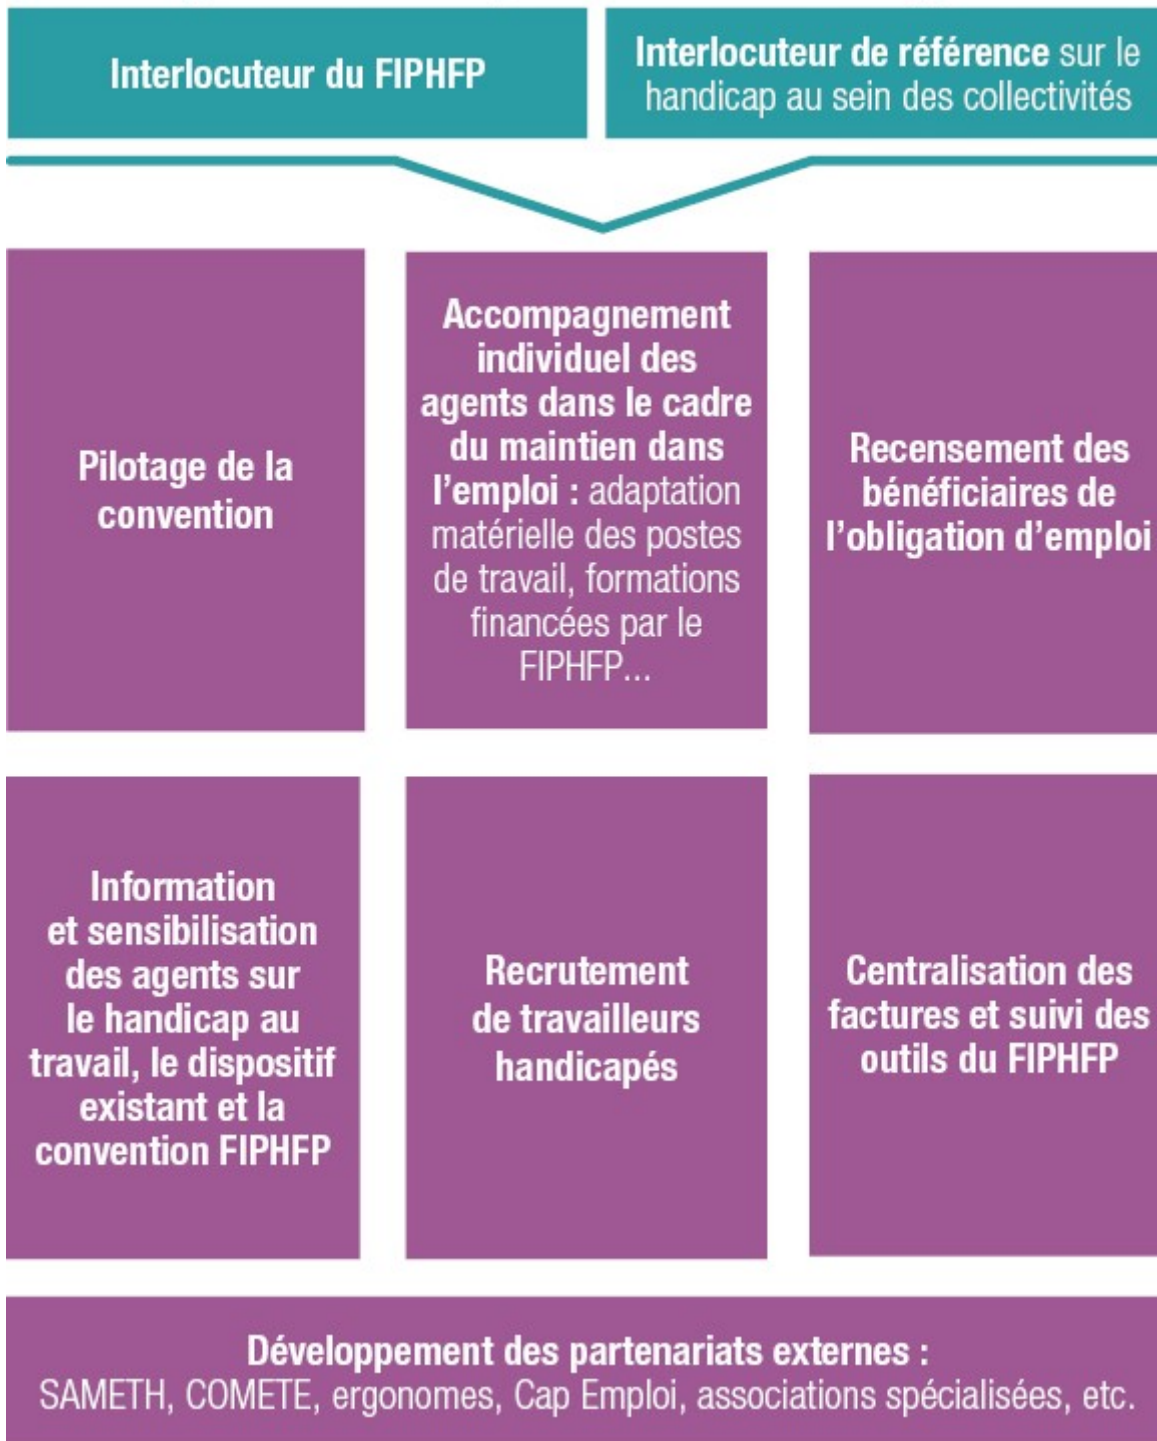 Interlocuteur du FIPHFP
Interlocuteur de référence sur le
handicap au sein des collectivités
Pilotage de la
convention
Accompagnement
individuel des
agents dans le cadre
du maintien dans
l’emploi : adaptation
matérielle des postes
de travail, formations
financées par le
FIPHFP...
Recensement des
bénéficiaires de
l’obligation d’emploi
Information
et sensibilisation
des agents sur
le handicap au
travail, le dispositif
existant et la
convention FIPHFP
Recrutement
de travailleurs
handicapés
Centralisation des
factures et suivi des
outils du FIPHFP
Développement des partenariats externes :
SAMETH, COMETE, ergonomes, Cap Emploi, associations spécialisées, etc.